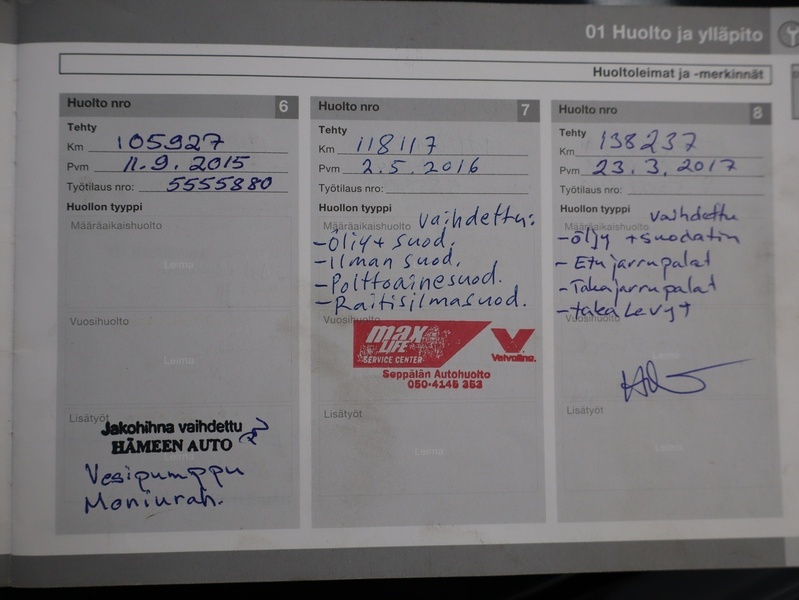 01 Huolto ja ylläpito
Huoltoleimat ja -merkinnät
Huolto nro 6
Tehty
Km 105927
Pvm 11.9. 2015
Työtilaus nro: 5555880
Huollon tyyppi
Määräaikaishuolto
Leima
Vuosihuolto
Leima
Lisätyöt
Jakohihna vaihdettu
HÄMEEN AUTO
Vesipumppu
Moniurah.
Huolto nro 7
Tehty
Km 118117
Pvm 2.5. 2016
Työtilaus nro:
Huollon tyyppi
vaihdettu:
Määräaikaishuolto
-Öljy+ suod.
-Ilman suod.
-Polttoainesuod.
-Raitisilmasuod.
Vuosihuolto
max
LIFE
SERVICE CENTER
Valvoline.
Seppälän Autohuolto
050-4145 353
Lisätyöt
Leima
Huolto nro 8
Tehty
Km 138237
Pvm 23. 3. 2017
Työtilaus nro:
Huollon tyyppi
vaihdettu
Määräaikaishuolto
-öljy +suodatin
- Etujarrupalat
-Takajarrupalat
-takaLevyt
Vuosihuolto
Leima
Lisätyöt
Leima